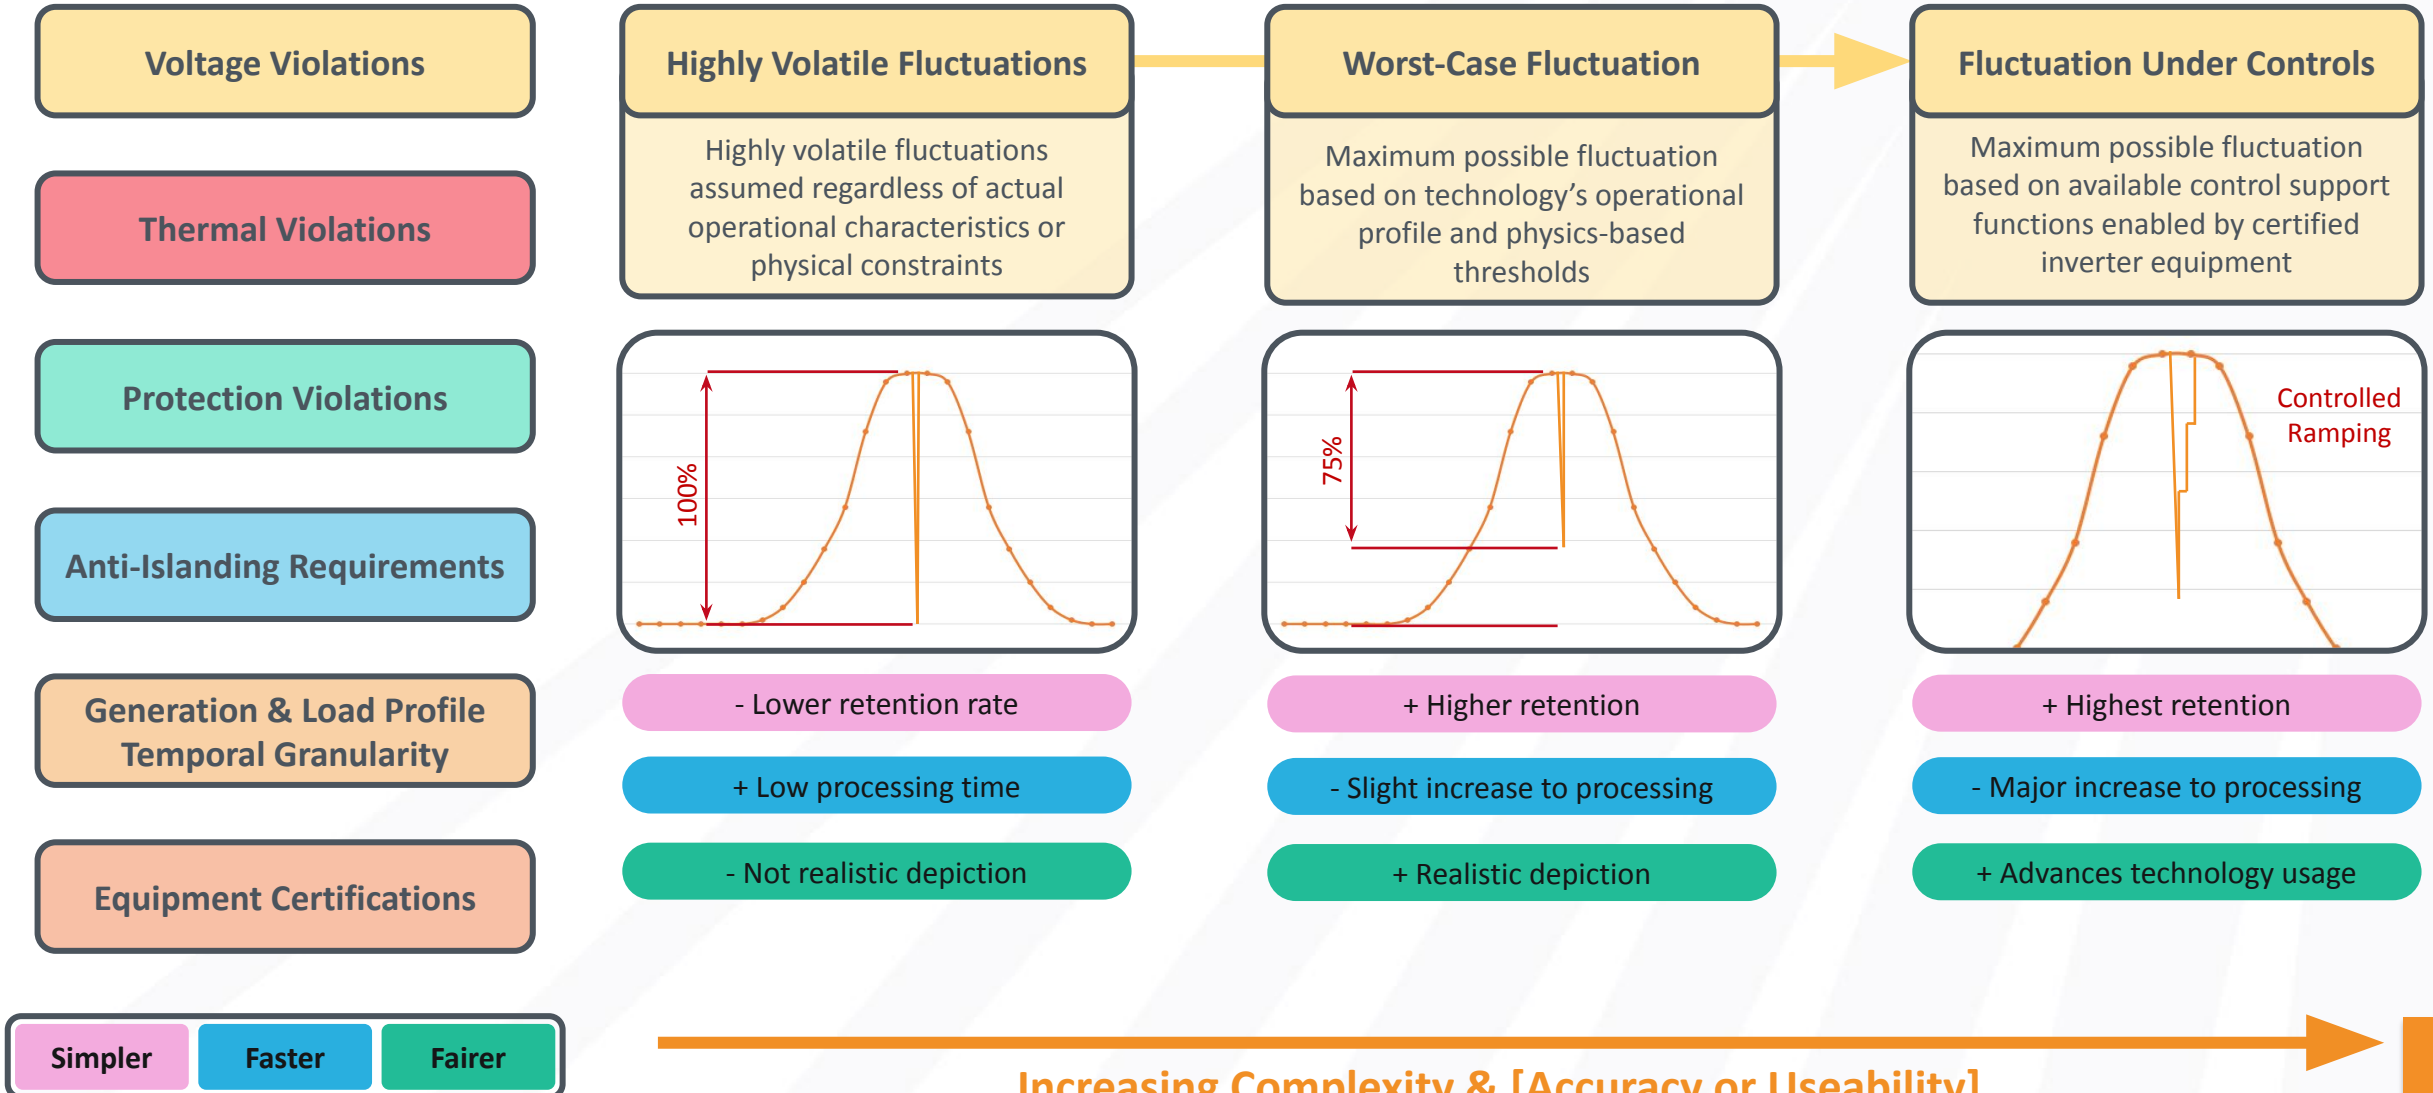 Voltage Violations
Thermal Violations
Protection Violations
Anti-Islanding Requirements
Generation & Load Profile
Temporal Granularity
Equipment Certifications
Simpler
Faster
Fairer
Highly Volatile Fluctuations
Highly volatile fluctuations
assumed regardless of actual
operational characteristics or
physical constraints
100%
- Lower retention rate
+ Low processing time
- Not realistic depiction
Worst-Case Fluctuation
Maximum possible fluctuation
based on technology’s operational
profile and physics-based
thresholds
75%
+ Higher retention
- Slight increase to processing
+ Realistic depiction
Fluctuation Under Controls
Maximum possible fluctuation
based on available control support
functions enabled by certified
inverter equipment
Controlled
Ramping
+ Highest retention
- Major increase to processing
+ Advances technology usage
Increasing Complexity & [Accuracy or Useability]